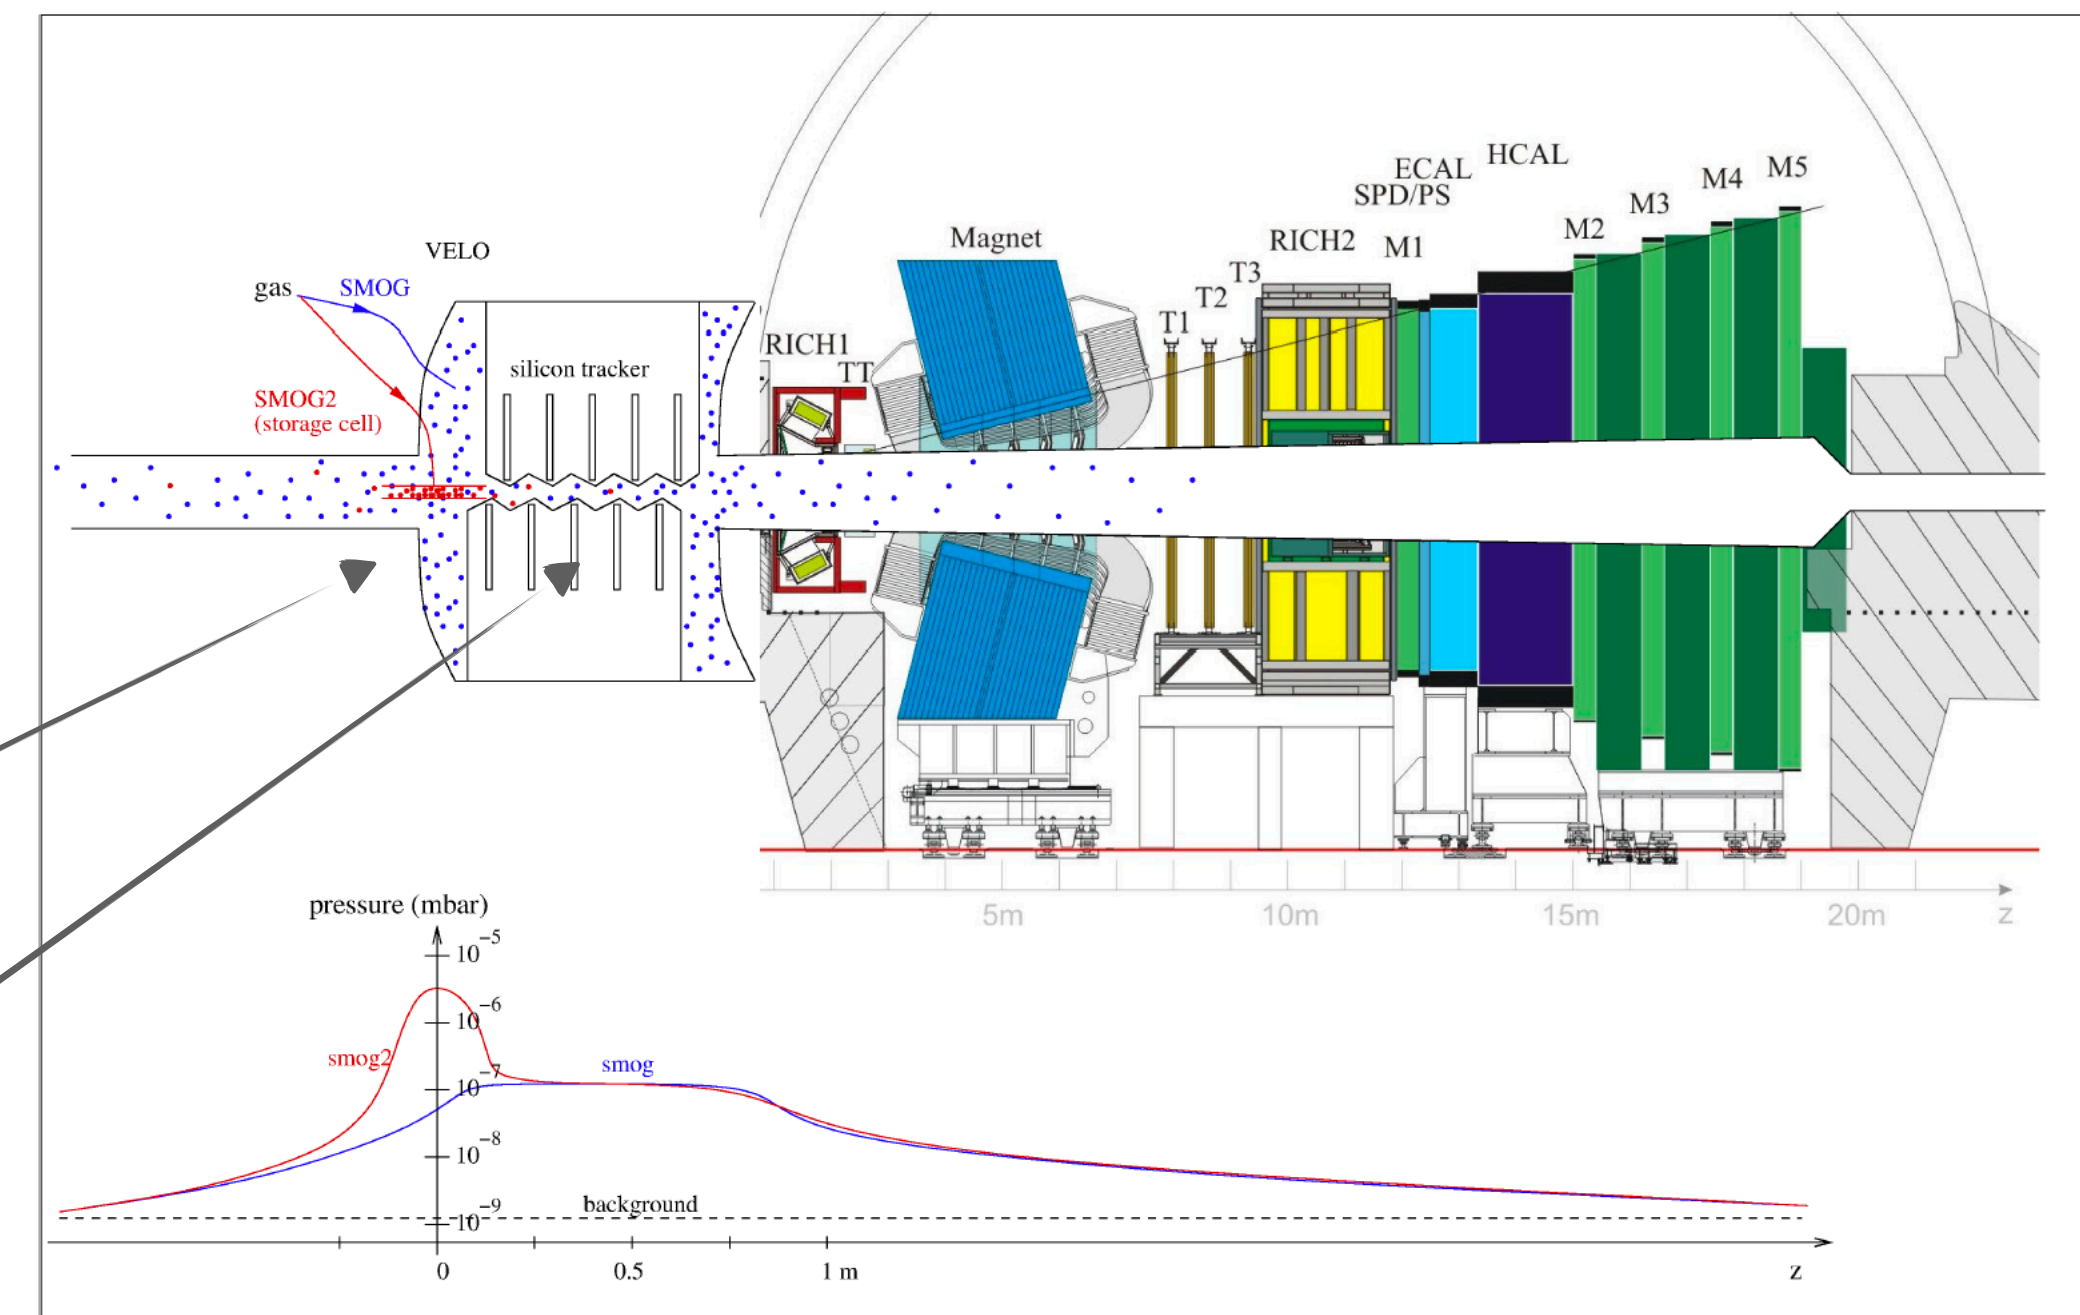 HCAL
ECAL
M5
M4
SPD/PS
M3
M2
Magnet
RICH2
M1
VELO
T3
gas
SMOG
T2
T1
RICH1
silicon tracker
TT
SMOG2
(storage cell)
5m
10m
15m
20m
z
pressure (mbar)
10⁻⁵
10⁻⁶
smog2
smog
10⁻⁷
10⁻⁸
background
10⁻⁹
0
0.5
1 m
z